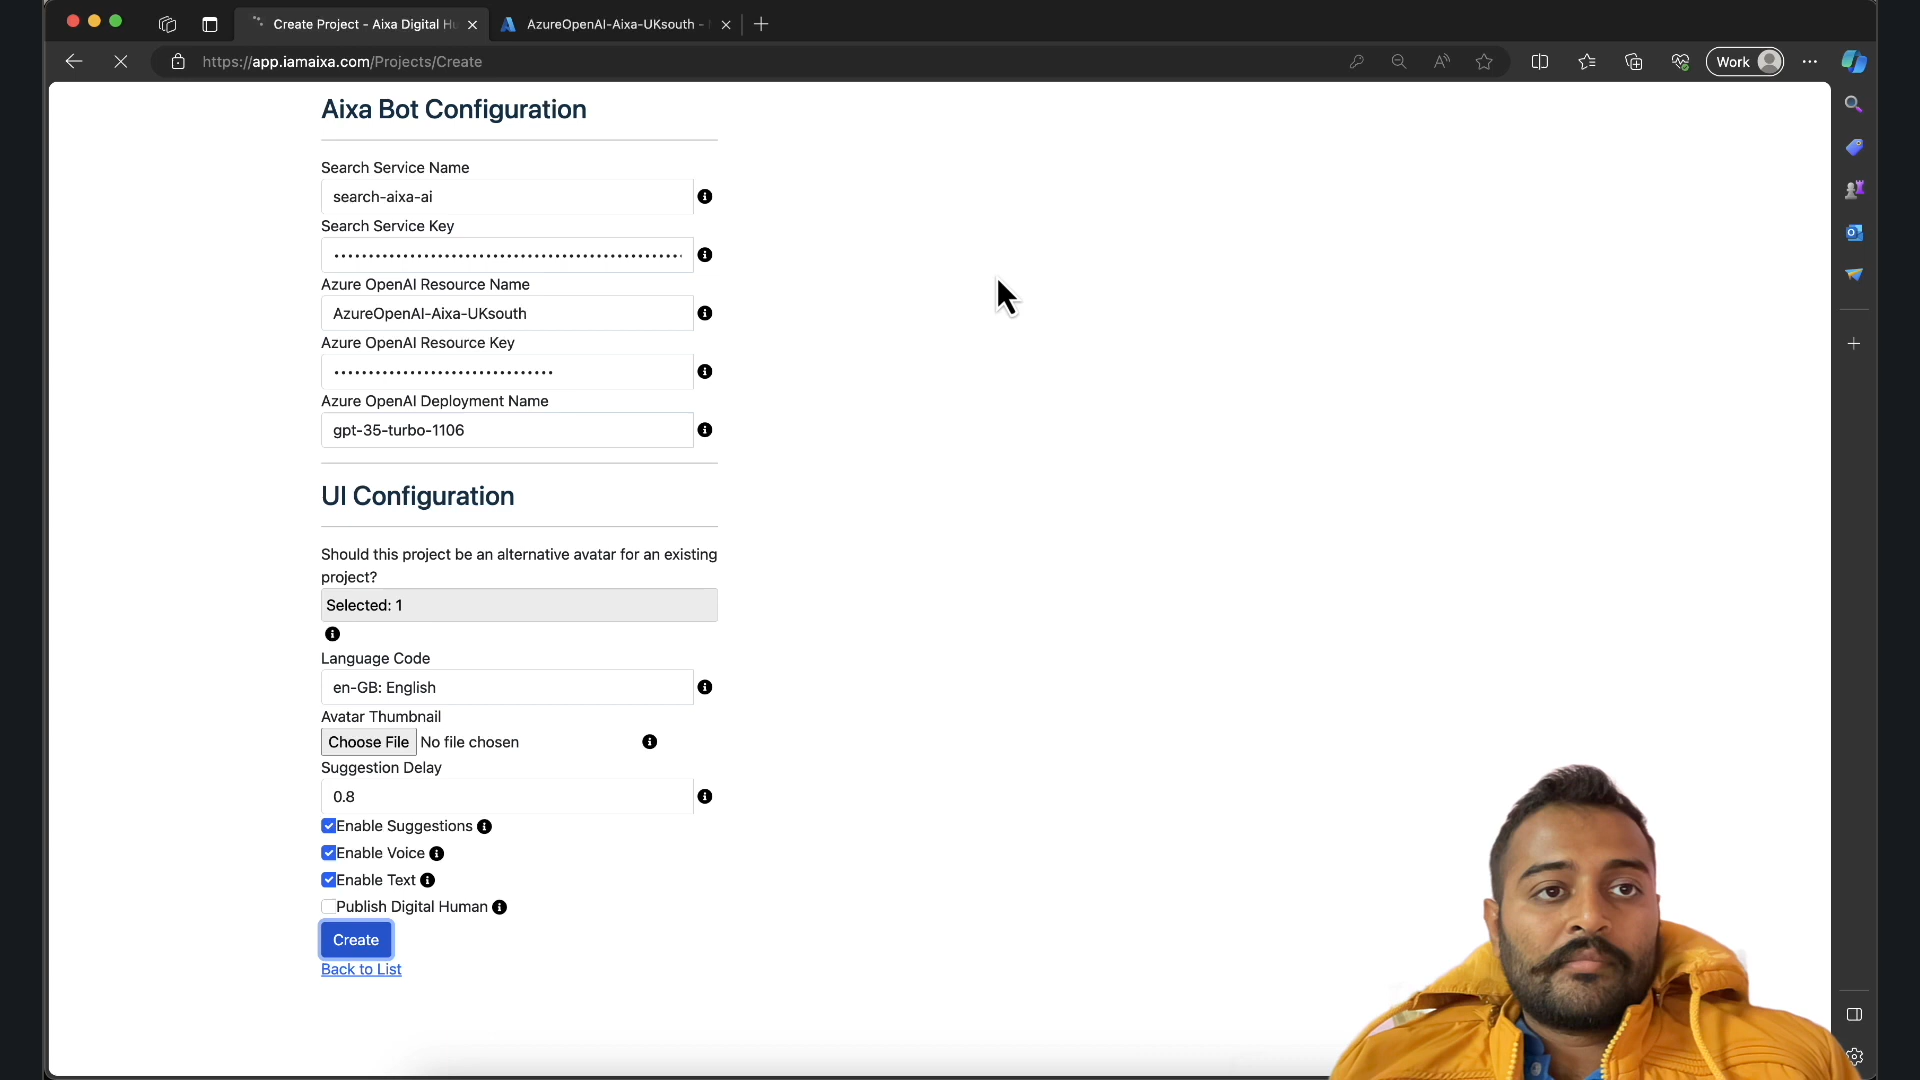 Create Project - Aixa Digital Hu
AzureOpenAI-Aixa-UKsouth -
https://app.iamaixa.com/Projects/Create
Work
Aixa Bot Configuration
Search Service Name
search-aixa-ai
Search Service Key
Azure OpenAI Resource Name
AzureOpenAI-Aixa-UKsouth
Azure OpenAI Resource Key
Azure OpenAI Deployment Name
gpt-35-turbo-1106
UI Configuration
Should this project be an alternative avatar for an existing
project?
Selected: 1
Language Code
en-GB: English
Avatar Thumbnail
Choose File No file chosen
Suggestion Delay
0.8
Enable Suggestions
Enable Voice
Enable Text
Publish Digital Human
Create
Back to List